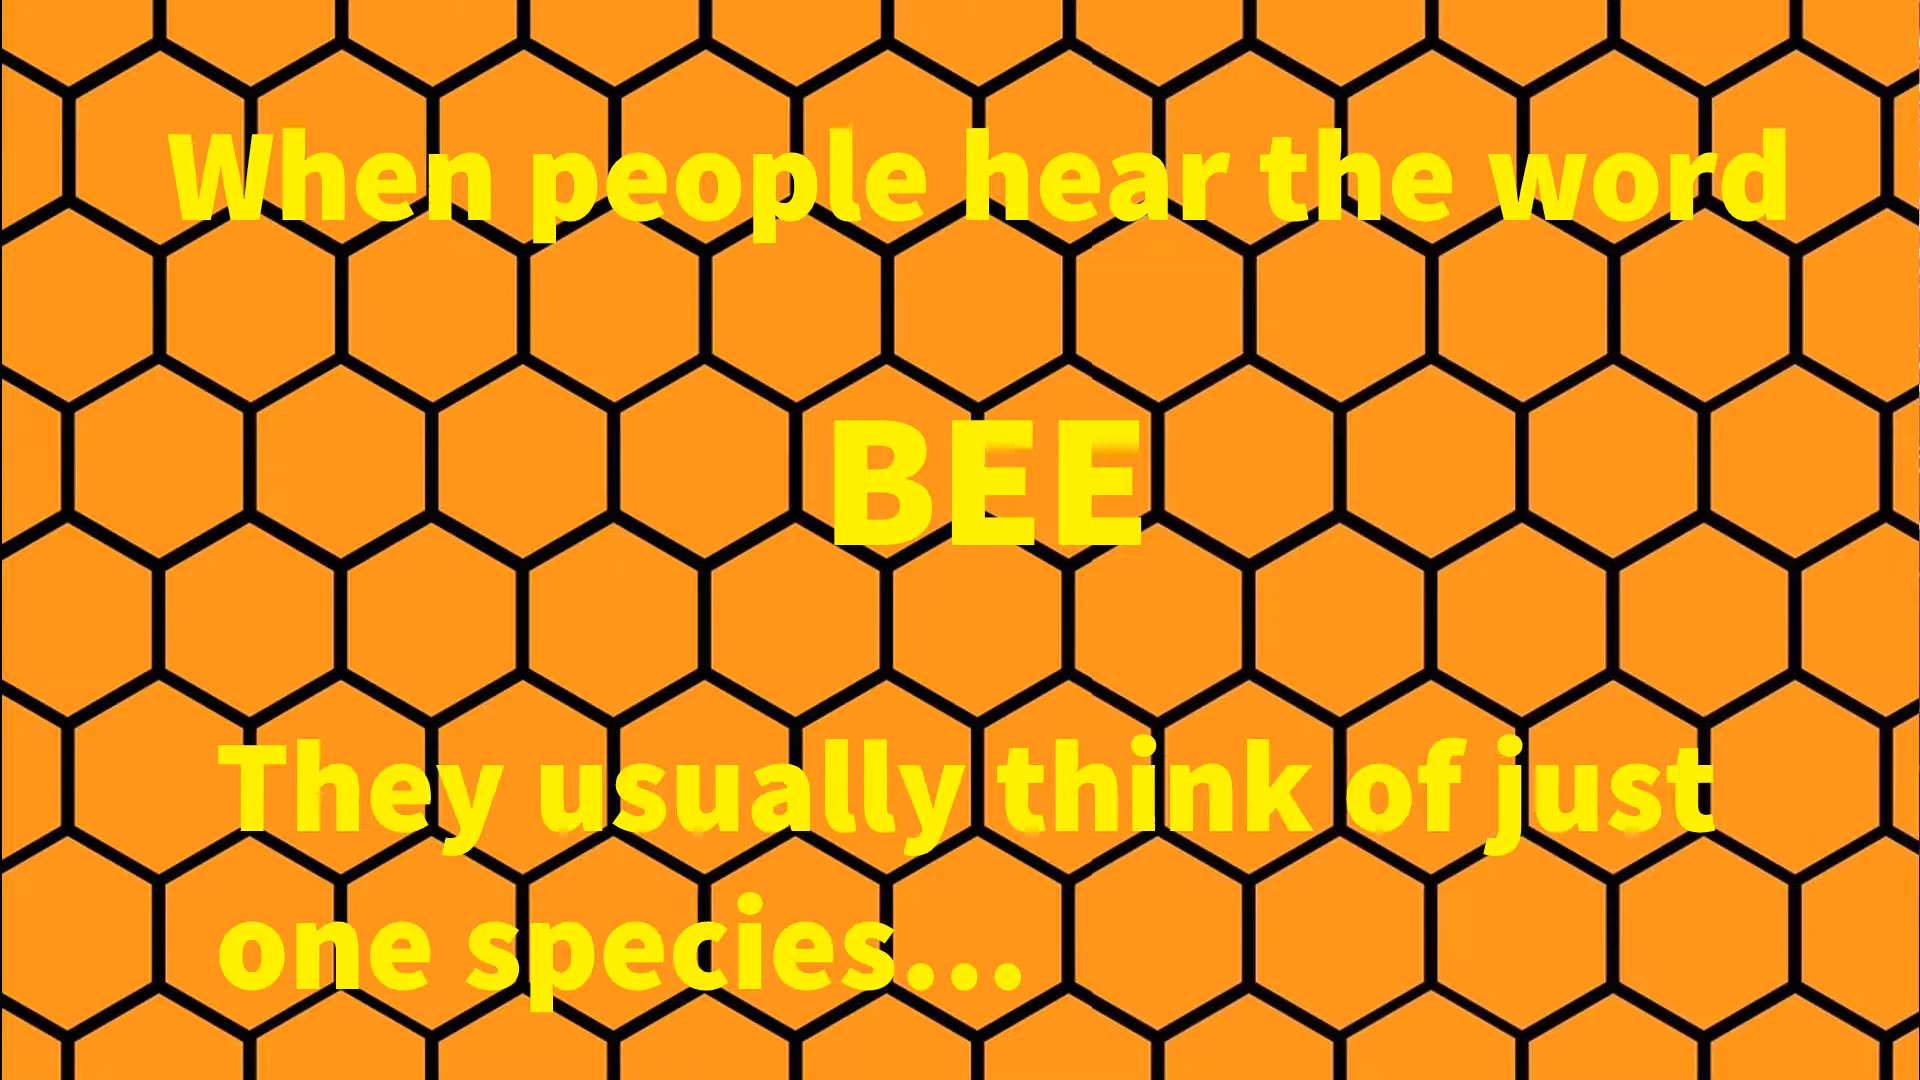 When people hear the word
BEE
They usually think of just
one species...